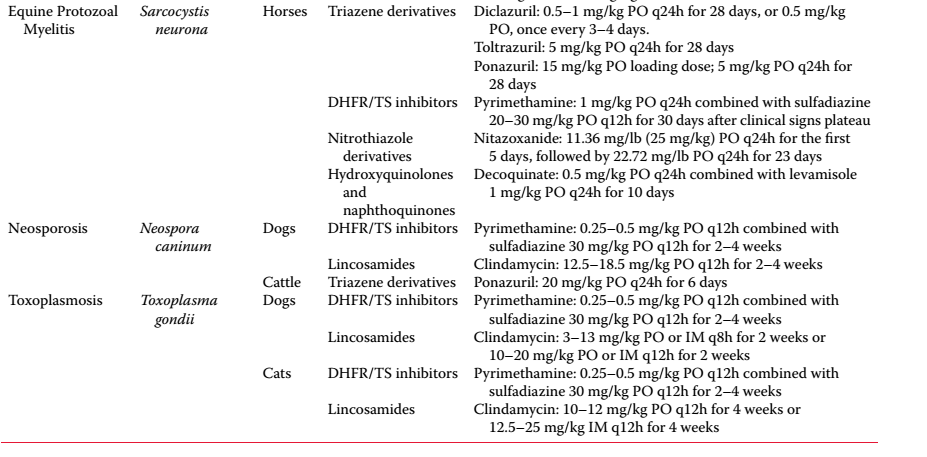 Equine Protozoal Sarcocystis Horses Triazene derivatives Diclazuril: 0.5–1 mg/kg PO q24h for 28 days, or 0.5 mg/kg
Myelitis neurona PO, once every 3–4 days.
Toltrazuril: 5 mg/kg PO q24h for 28 days
Ponazuril: 15 mg/kg PO loading dose; 5 mg/kg PO q24h for
28 days
DHFR/TS inhibitors Pyrimethamine: 1 mg/kg PO q24h combined with sulfadiazine
20–30 mg/kg PO q12h for 30 days after clinical signs plateau
Nitrothiazole Nitazoxanide: 11.36 mg/lb (25 mg/kg) PO q24h for the first
derivatives 5 days, followed by 22.72 mg/lb PO q24h for 23 days
Hydroxyquinolones Decoquinate: 0.5 mg/kg PO q24h combined with levamisole
and 1 mg/kg PO q24h for 10 days
naphthoquinones
Neosporosis Neospora Dogs DHFR/TS inhibitors Pyrimethamine: 0.25–0.5 mg/kg PO q12h combined with
caninum sulfadiazine 30 mg/kg PO q12h for 2–4 weeks
Lincosamides Clindamycin: 12.5–18.5 mg/kg PO q12h for 2–4 weeks
Cattle Triazene derivatives Ponazuril: 20 mg/kg PO q24h for 6 days
Toxoplasmosis Toxoplasma Dogs DHFR/TS inhibitors Pyrimethamine: 0.25–0.5 mg/kg PO q12h combined with
gondii sulfadiazine 30 mg/kg PO q12h for 2–4 weeks
Lincosamides Clindamycin: 3–13 mg/kg PO or IM q8h for 2 weeks or
10–20 mg/kg PO or IM q12h for 2 weeks
Cats DHFR/TS inhibitors Pyrimethamine: 0.25–0.5 mg/kg PO q12h combined with
sulfadiazine 30 mg/kg PO q12h for 2–4 weeks
Lincosamides Clindamycin: 10–12 mg/kg PO q12h for 4 weeks or
12.5–25 mg/kg IM q12h for 4 weeks